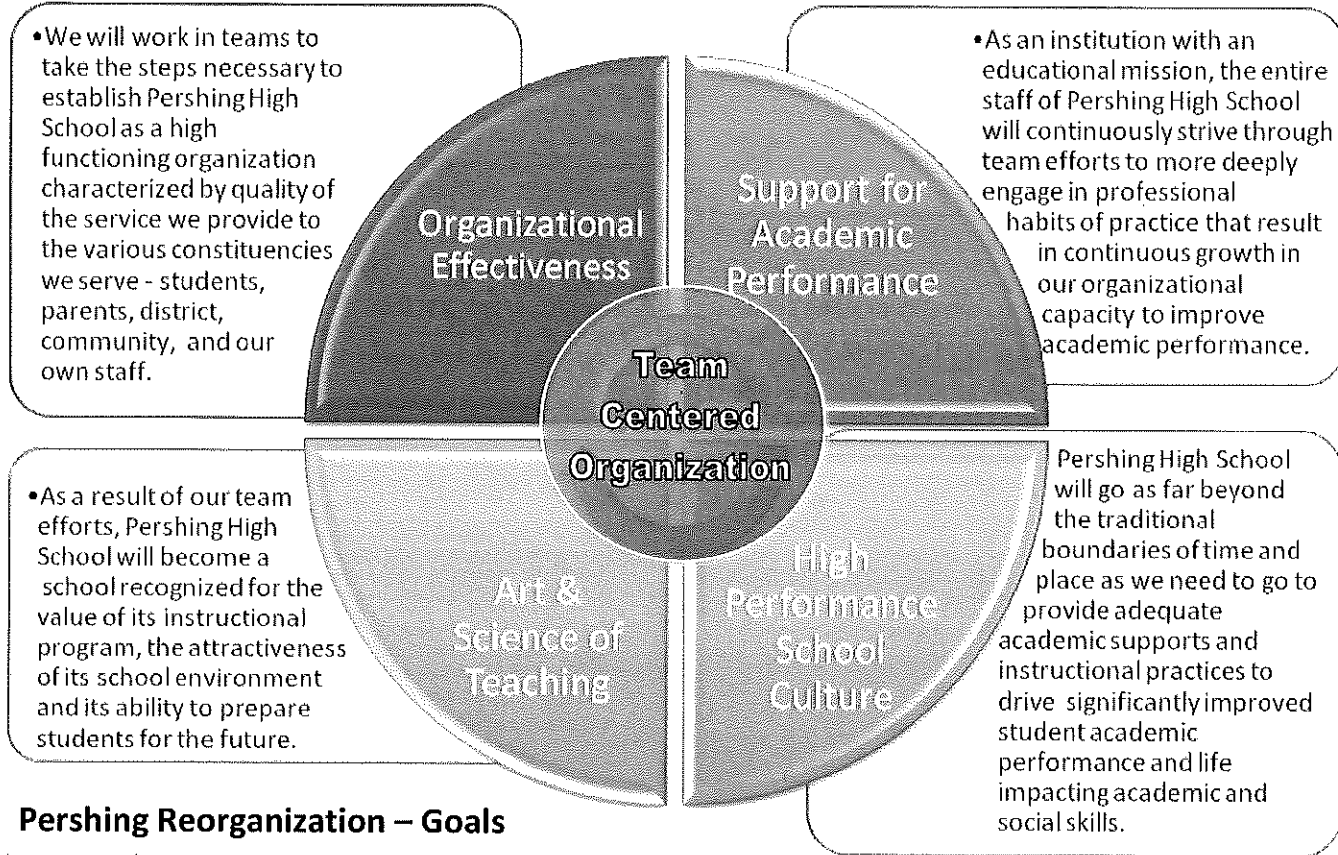 •We will work in teams to
take the steps necessary to
establish Pershing High
School as a high
functioning organization
characterized by quality of
the service we provide to
the various constituencies
we serve - students,
parents, district,
community, and our
own staff.
Organizational
Effectiveness
Support for
Academic
Performance
•As an institution with an
educational mission, the entire
staff of Pershing High School
will continuously strive through
team efforts to more deeply
engage in professional
habits of practice that result
in continuous growth in
our organizational
capacity to improve
academic performance.
Team
Centered
Organization
•As a result of our team
efforts, Pershing High
School will become a
school recognized for the
value of its instructional
program, the attractiveness
of its school environment
and its ability to prepare
students for the future.
Art &
Science of
Teaching
High
Performance
School
Culture
Pershing High School
will go as far beyond
the traditional
boundaries of time and
place as we need to go to
provide adequate
academic supports and
instructional practices to
drive significantly improved
student academic
performance and life
impacting academic and
social skills.
Pershing Reorganization – Goals